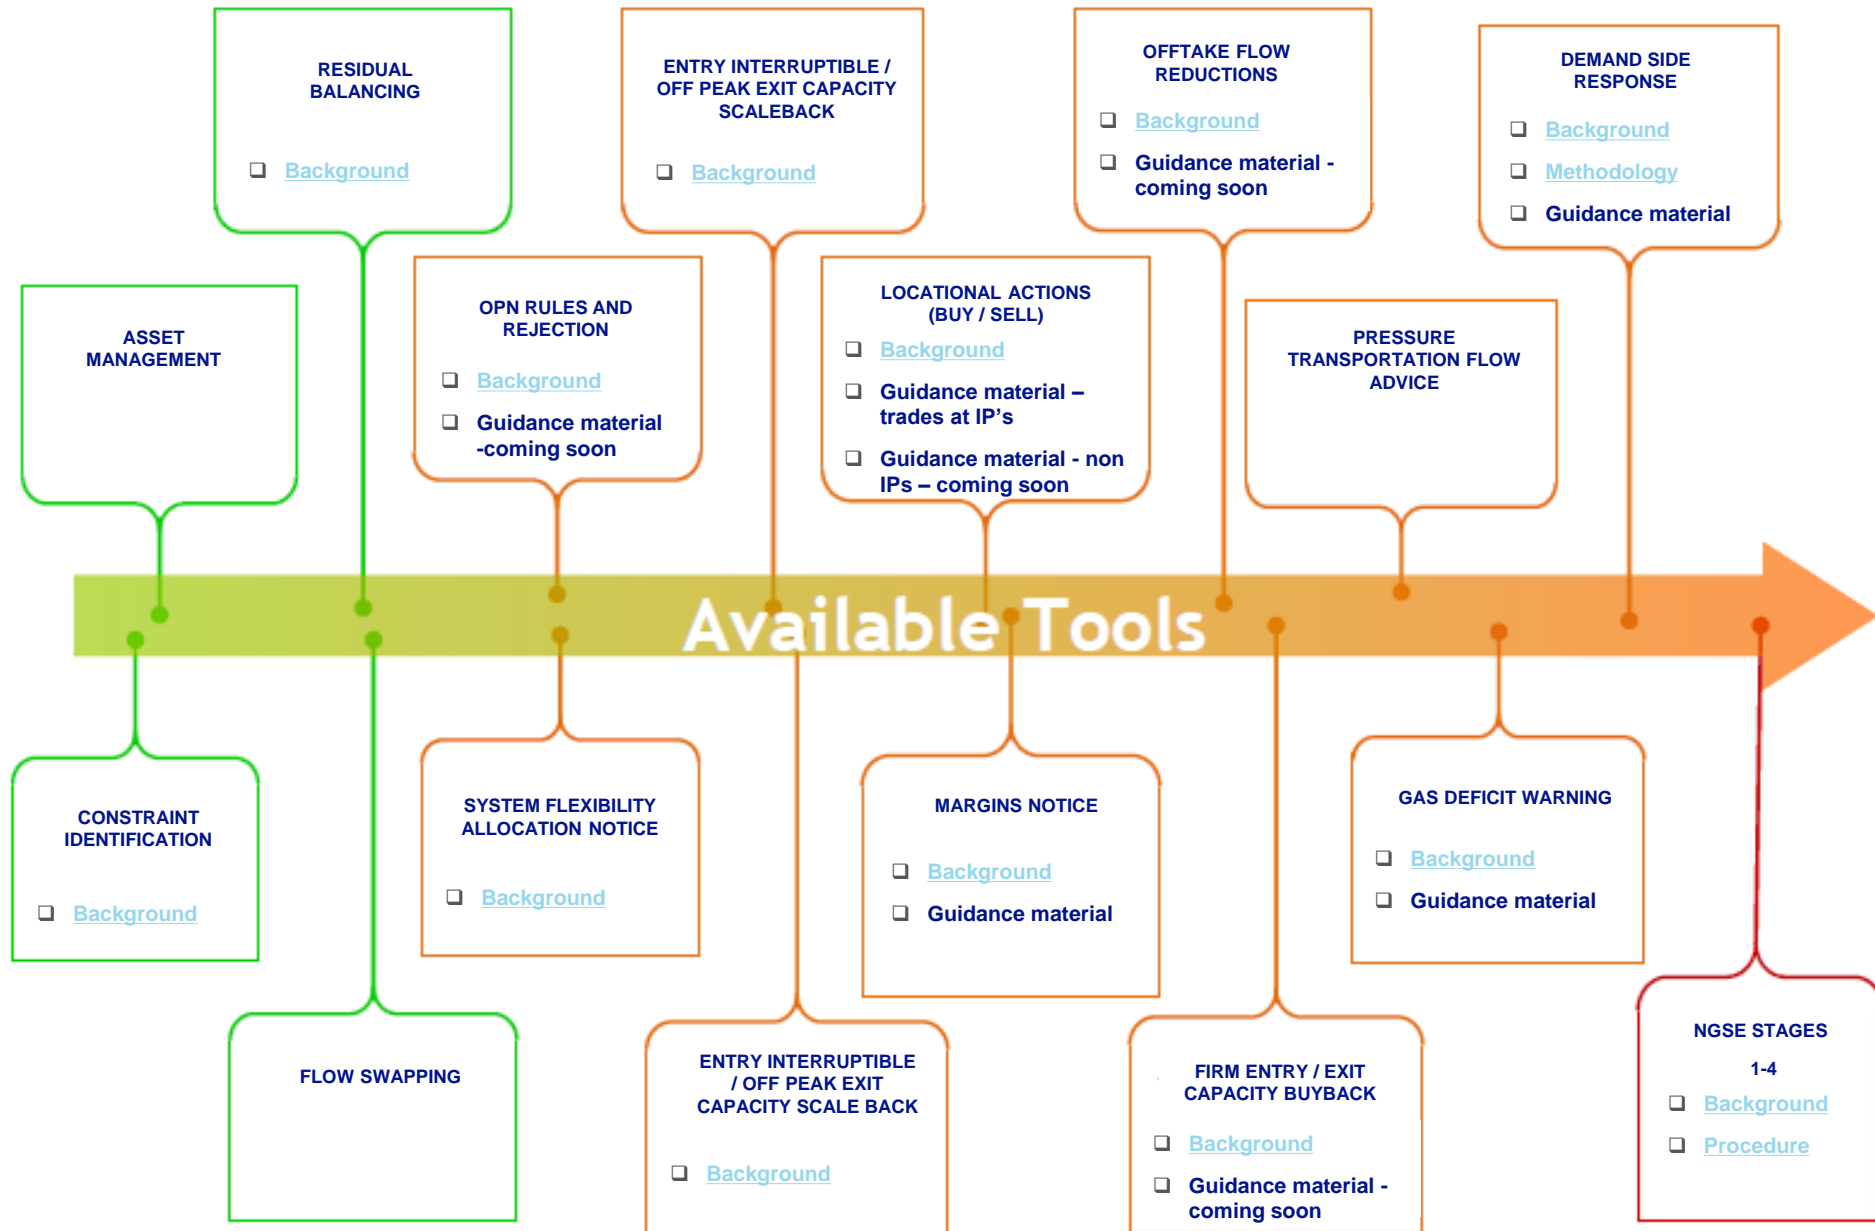 RESIDUAL
BALANCING
Background
ENTRY INTERRUPTIBLE /
OFF PEAK EXIT CAPACITY
SCALEBACK
Background
OFFTAKE FLOW
REDUCTIONS
Background
Guidance material -
coming soon
DEMAND SIDE
RESPONSE
Background
Methodology
Guidance material
ASSET
MANAGEMENT
OPN RULES AND
REJECTION
Background
Guidance material
-coming soon
LOCATIONAL ACTIONS
(BUY / SELL)
Background
Guidance material –
trades at IP’s
Guidance material - non
IPs – coming soon
PRESSURE
TRANSPORTATION FLOW
ADVICE
Available Tools
CONSTRAINT
IDENTIFICATION
Background
FLOW SWAPPING
SYSTEM FLEXIBILITY
ALLOCATION NOTICE
Background
ENTRY INTERRUPTIBLE
/ OFF PEAK EXIT
CAPACITY SCALE BACK
Background
MARGINS NOTICE
Background
Guidance material
FIRM ENTRY / EXIT
CAPACITY BUYBACK
Background
Guidance material -
coming soon
GAS DEFICIT WARNING
Background
Guidance material
NGSE STAGES
1-4
Background
Procedure